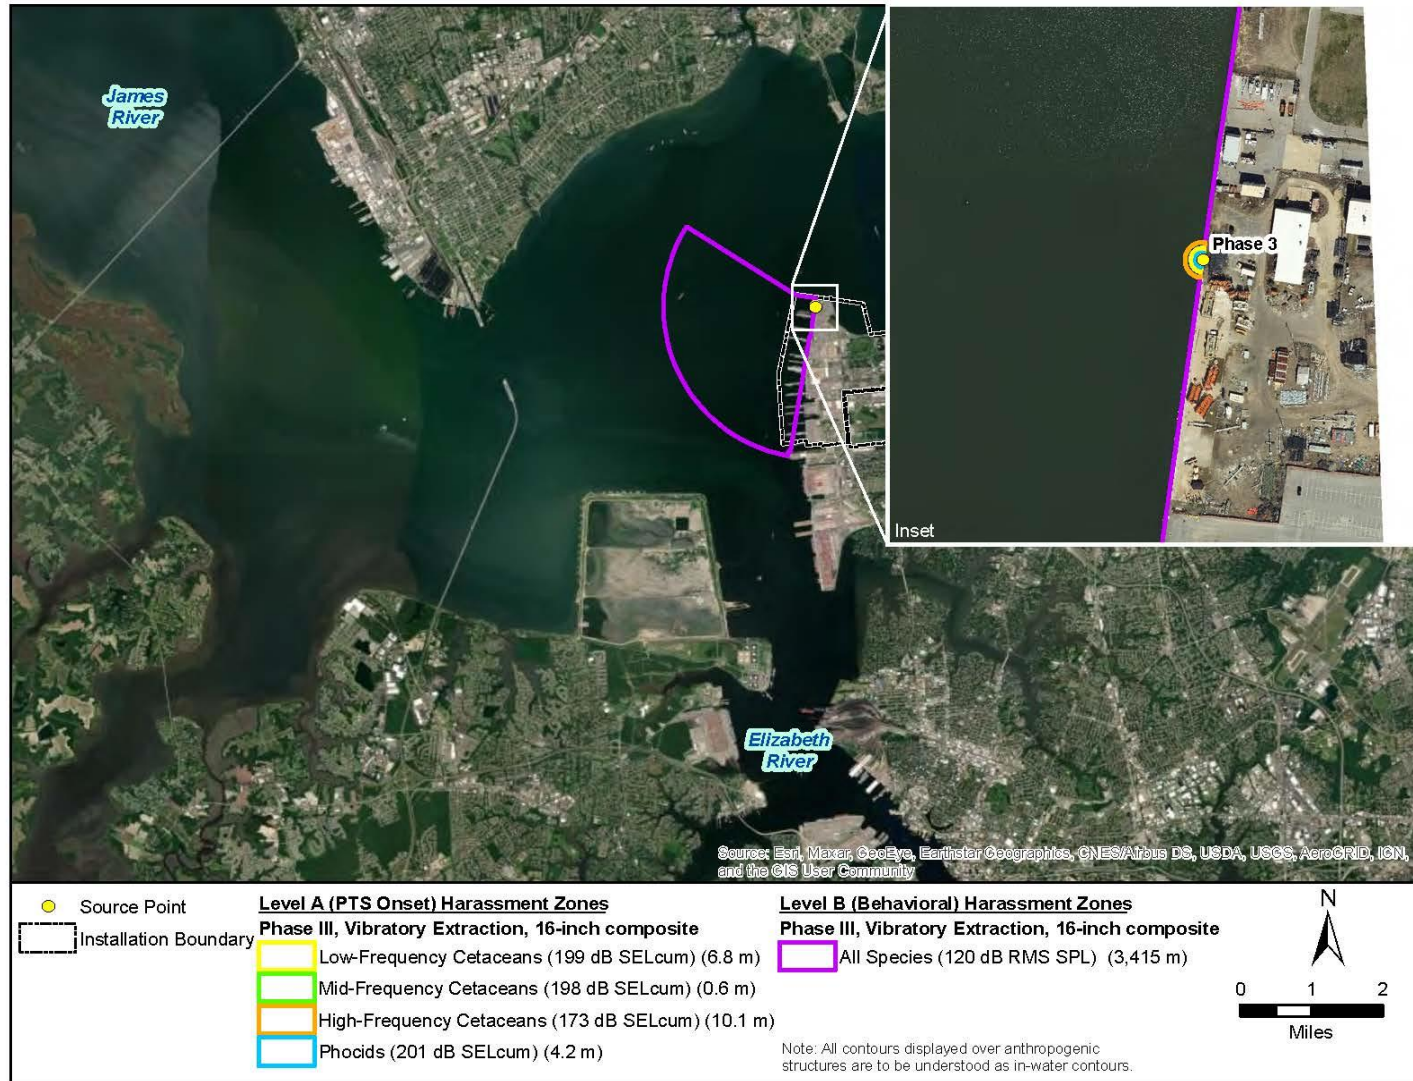 James
River
Phase 3
Inset
Elizabeth
River
Source: Esri, Maxar, GeoEye, Earthstar Geographics, CNES/Airbus DS, USDA, USGS, AeroGRID, IGN,
and the GIS User Community
Source Point
Installation Boundary
Level A (PTS Onset) Harassment Zones
Phase III, Vibratory Extraction, 16-inch composite
Low-Frequency Cetaceans (199 dB SELcum) (6.8 m)
Mid-Frequency Cetaceans (198 dB SELcum) (0.6 m)
High-Frequency Cetaceans (173 dB SELcum) (10.1 m)
Phocids (201 dB SELcum) (4.2 m)
Level B (Behavioral) Harassment Zones
Phase III, Vibratory Extraction, 16-inch composite
All Species (120 dB RMS SPL) (3,415 m)
Note: All contours displayed over anthropogenic
structures are to be understood as in-water contours.
N
0 1 2
Miles